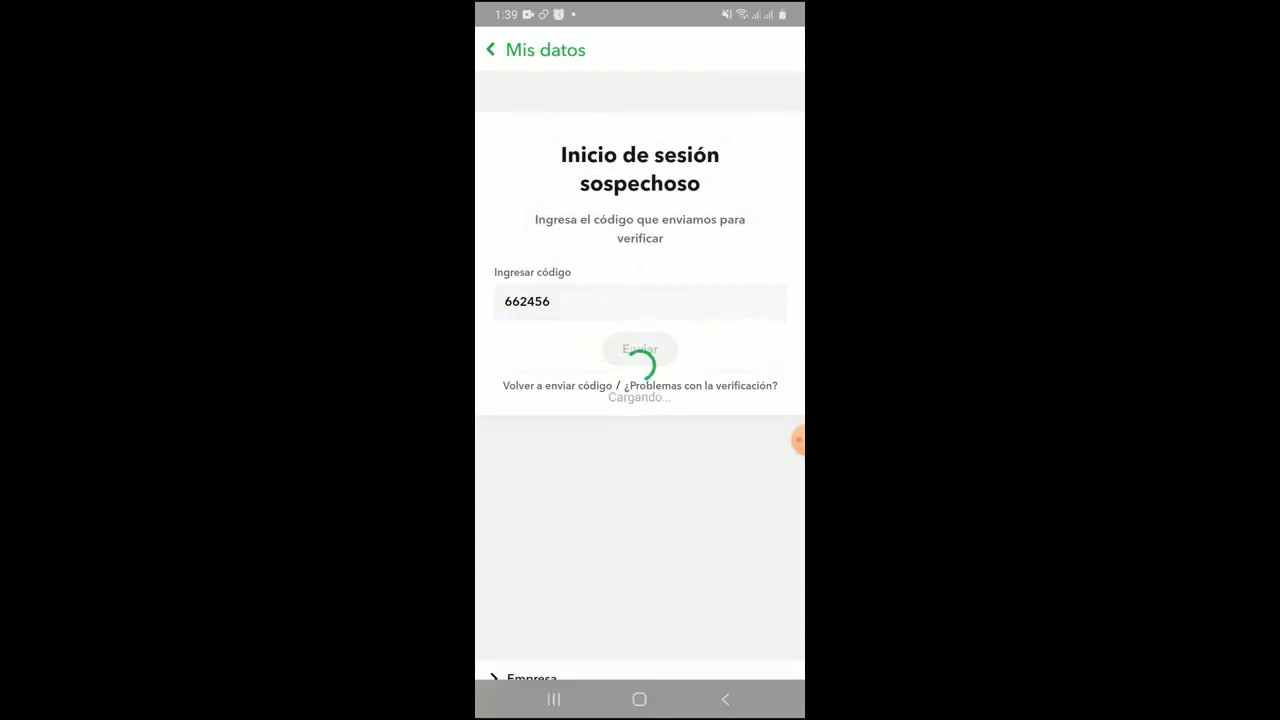 1:39
Mis datos
Inicio de sesión
sospechoso
Ingresa el código que enviamos para
verificar
Ingresar código
662456
Enviar
Volver a enviar código / ¿Problemas con la verificación?
Cargando...
Empresa